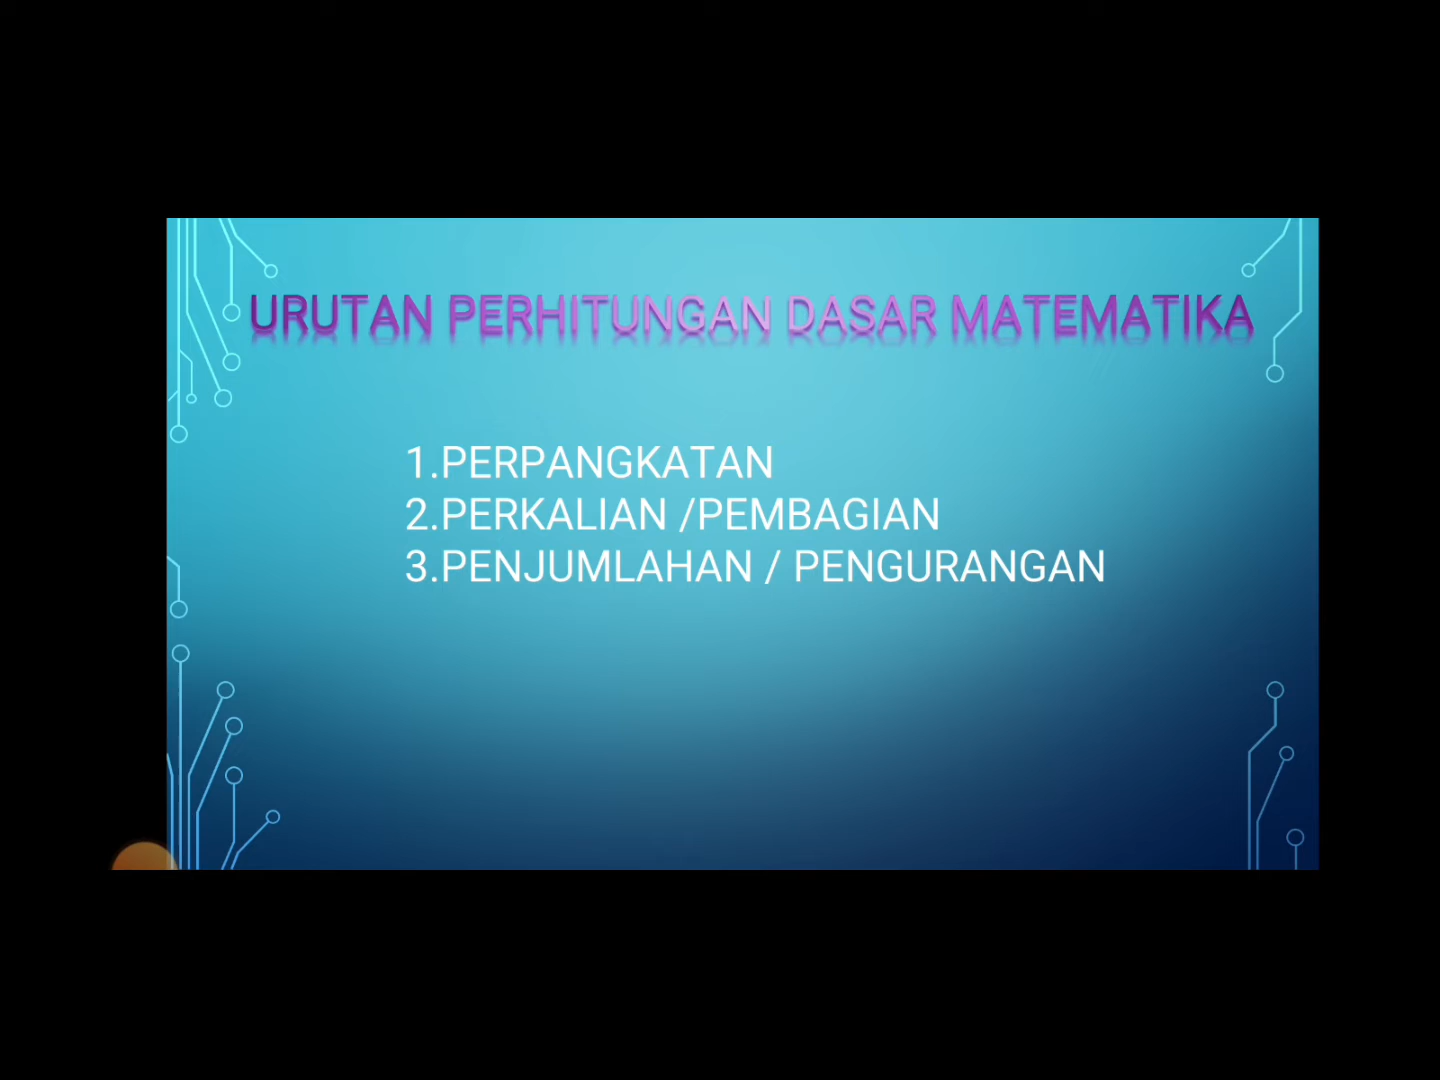 URUTAN PERHITUNGAN DASAR MATEMATIKA
1.PERPANGKATAN
2.PERKALIAN /PEMBAGIAN
3.PENJUMLAHAN / PENGURANGAN